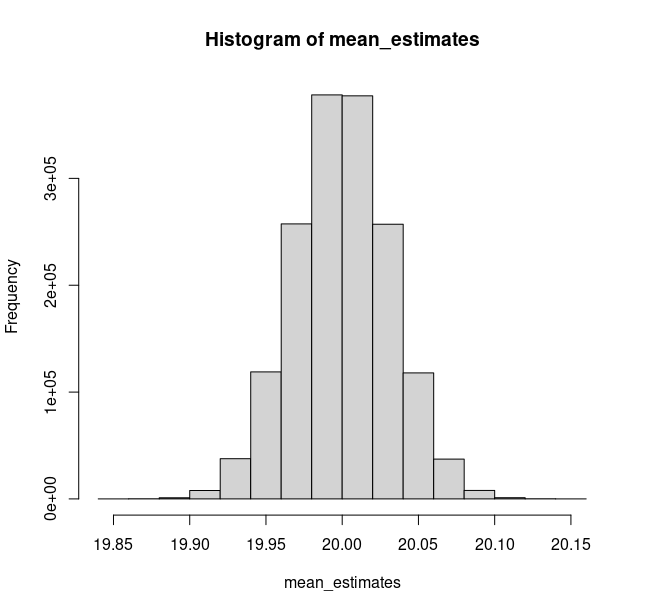 Histogram of mean_estimates
Frequency
3e+05
2e+05
1e+05
0e+00
19.85 19.90 19.95 20.00 20.05 20.10 20.15
mean_estimates